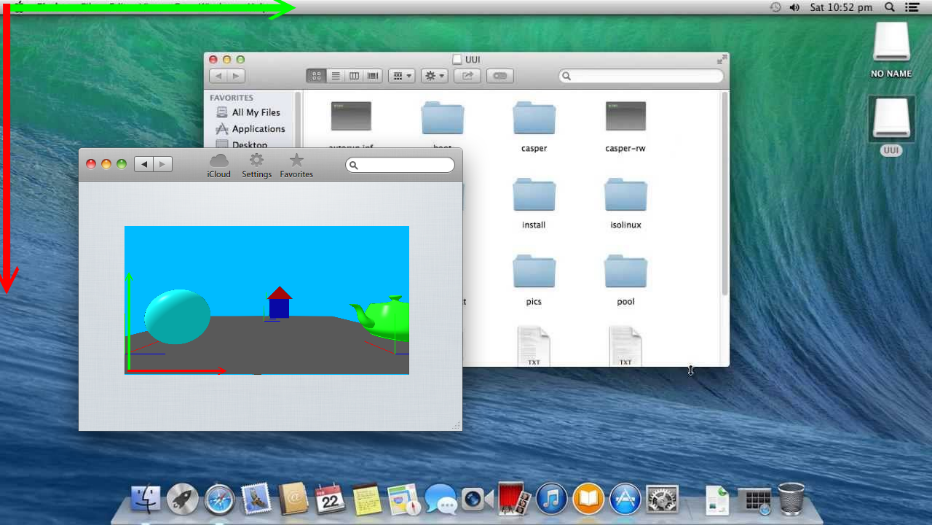 Sat 10:52 pm
UUI
FAVORITES
All My Files
Applications
Desktop
casper
casper-rw
install
isolinux
pics
pool
TXT
TXT
NO NAME
UUI
iCloud
Settings
Favorites
FEB
22